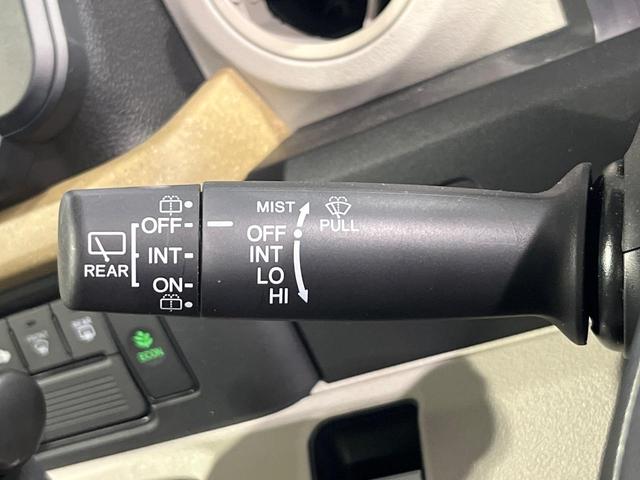 REAR
OFF
INT
ON
MIST
OFF
INT
LO
HI
PULL
ECON